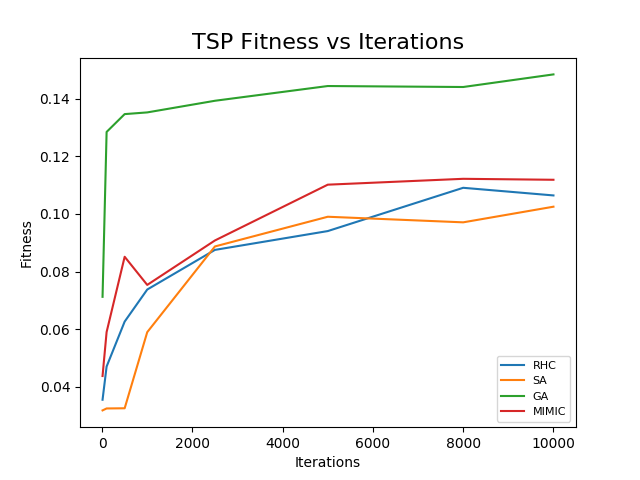 TSP Fitness vs Iterations
Fitness
0.14
0.12
0.10
0.08
0.06
0.04
0 2000 4000 6000 8000 10000
Iterations
RHC
SA
GA
MIMIC